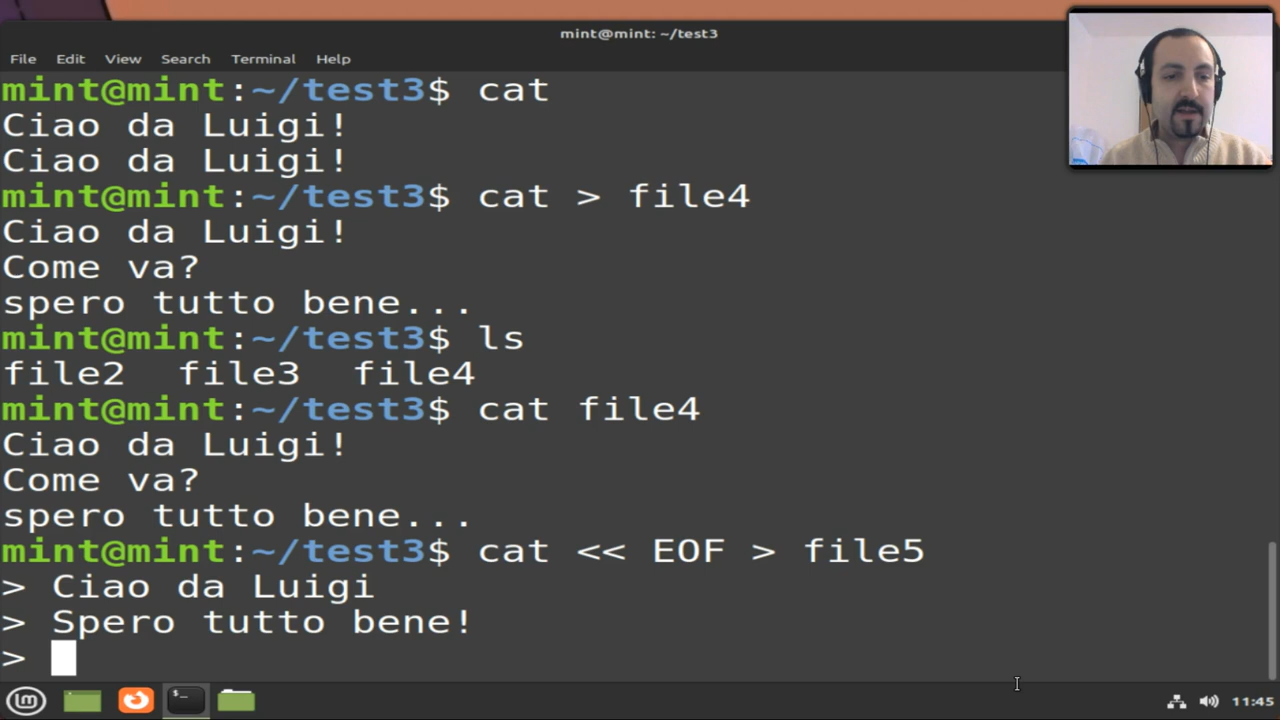 mint@mint: ~/test3
File Edit View Search Terminal Help
mint@mint:~/test3$ cat
Ciao da Luigi!
Ciao da Luigi!
mint@mint:~/test3$ cat > file4
Ciao da Luigi!
Come va?
spero tutto bene...
mint@mint:~/test3$ ls
file2  file3  file4
mint@mint:~/test3$ cat file4
Ciao da Luigi!
Come va?
spero tutto bene...
mint@mint:~/test3$ cat << EOF > file5
> Ciao da Luigi
> Spero tutto bene!
>
11:45